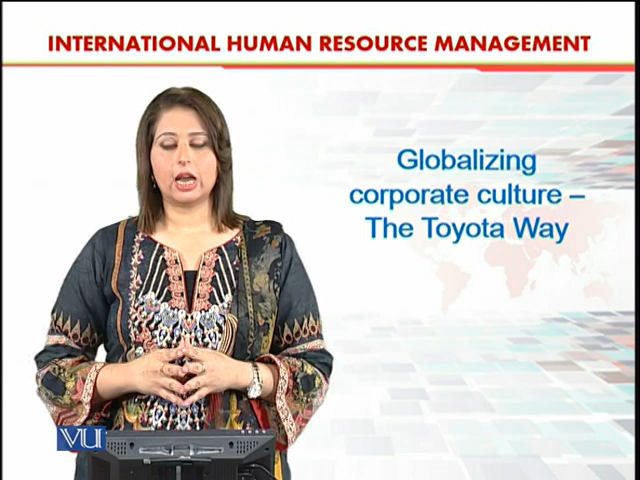 INTERNATIONAL HUMAN RESOURCE MANAGEMENT
Globalizing
corporate culture –
The Toyota Way
VU